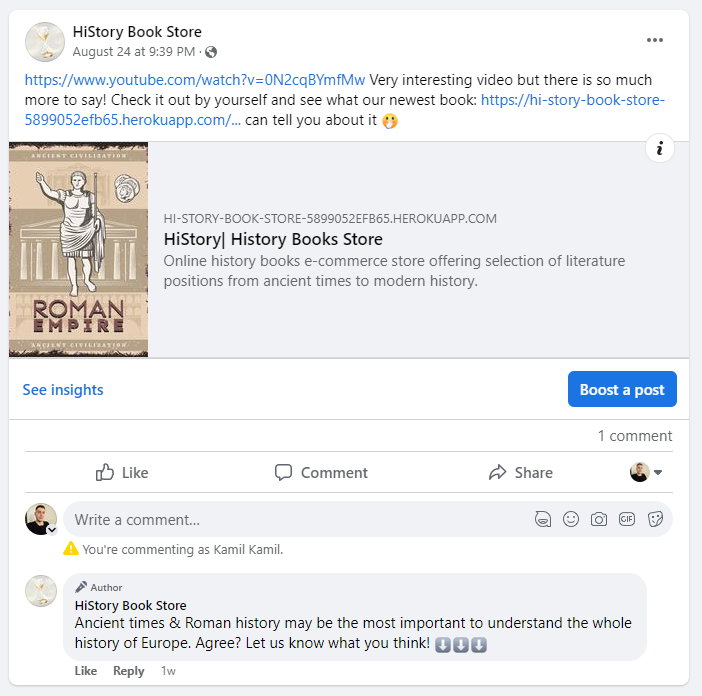 HiStory Book Store
August 24 at 9:39 PM ·
https://www.youtube.com/watch?v=0N2cqBYmfMw Very interesting video but there is so much
more to say! Check it out by yourself and see what our newest book: https://hi-story-book-store-
5899052efb65.herokuapp.com/... can tell you about it 🫢
i
ANCIENT CIVILIZATION
ROMAN
EMPIRE
ANCIENT CIVILIZATION
HI-STORY-BOOK-STORE-5899052EFB65.HEROKUAPP.COM
HiStory| History Books Store
Online history books e-commerce store offering selection of literature
positions from ancient times to modern history.
See insights
Boost a post
1 comment
Like
Comment
Share
Write a comment...
GIF
You're commenting as Kamil Kamil.
Author
HiStory Book Store
Ancient times & Roman history may be the most important to understand the whole
history of Europe. Agree? Let us know what you think! ⬇️⬇️⬇️
Like Reply 1w